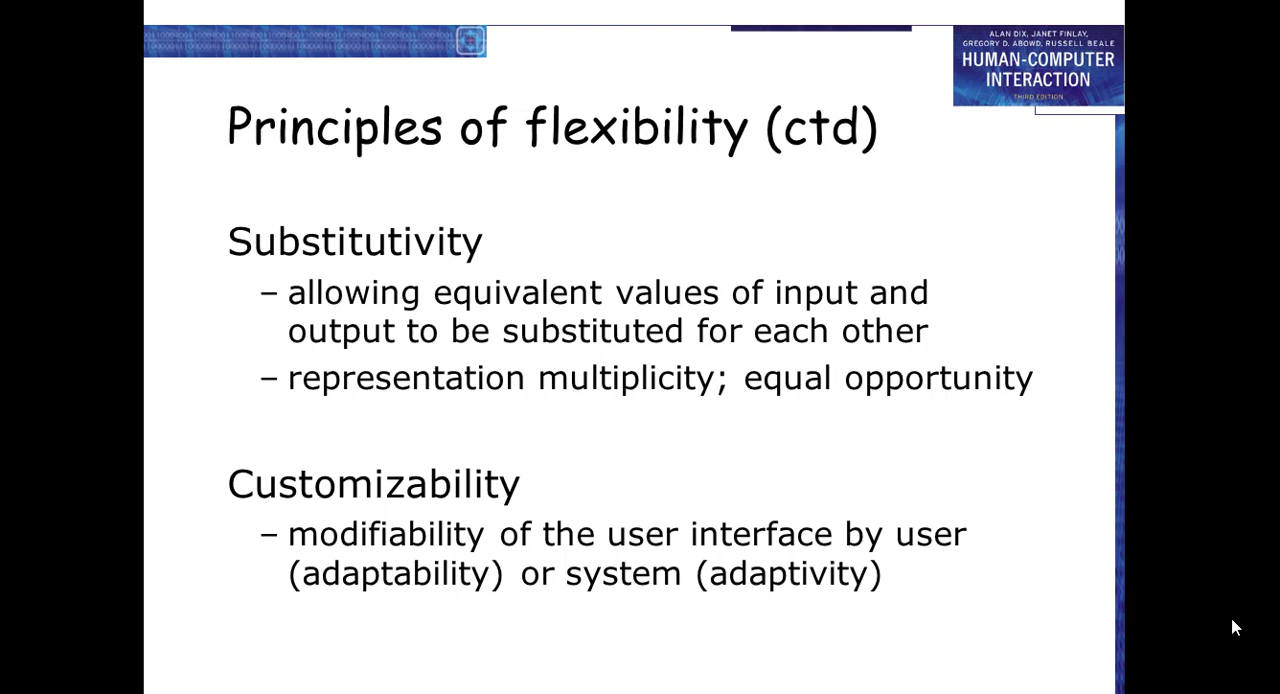 ALAN DIX, JANET FINLAY,
GREGORY D. ABOWD, RUSSELL BEALE
HUMAN-COMPUTER
INTERACTION
THIRD EDITION
Principles of flexibility (ctd)
Substitutivity
– allowing equivalent values of input and
output to be substituted for each other
– representation multiplicity; equal opportunity
Customizability
– modifiability of the user interface by user
(adaptability) or system (adaptivity)